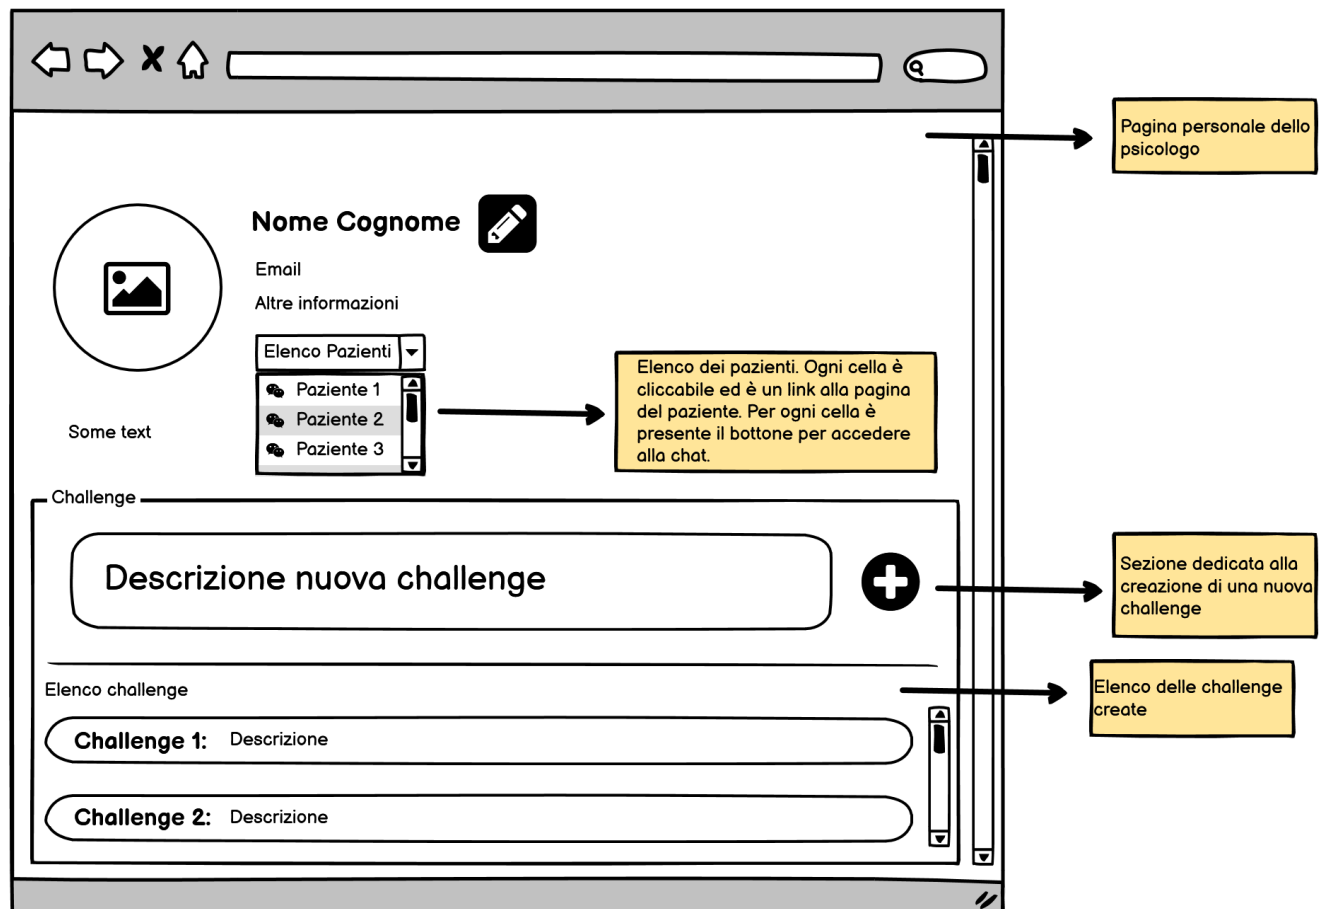 Pagina personale dello
psicologo
Nome Cognome
Email
Altre informazioni
Elenco Pazienti
Paziente 1
Paziente 2
Paziente 3
Elenco dei pazienti. Ogni cella è
cliccabile ed è un link alla pagina
del paziente. Per ogni cella è
presente il bottone per accedere
alla chat.
Some text
Challenge
Descrizione nuova challenge
Sezione dedicata alla
creazione di una nuova
challenge
Elenco challenge
Elenco delle challenge
create
Challenge 1: Descrizione
Challenge 2: Descrizione